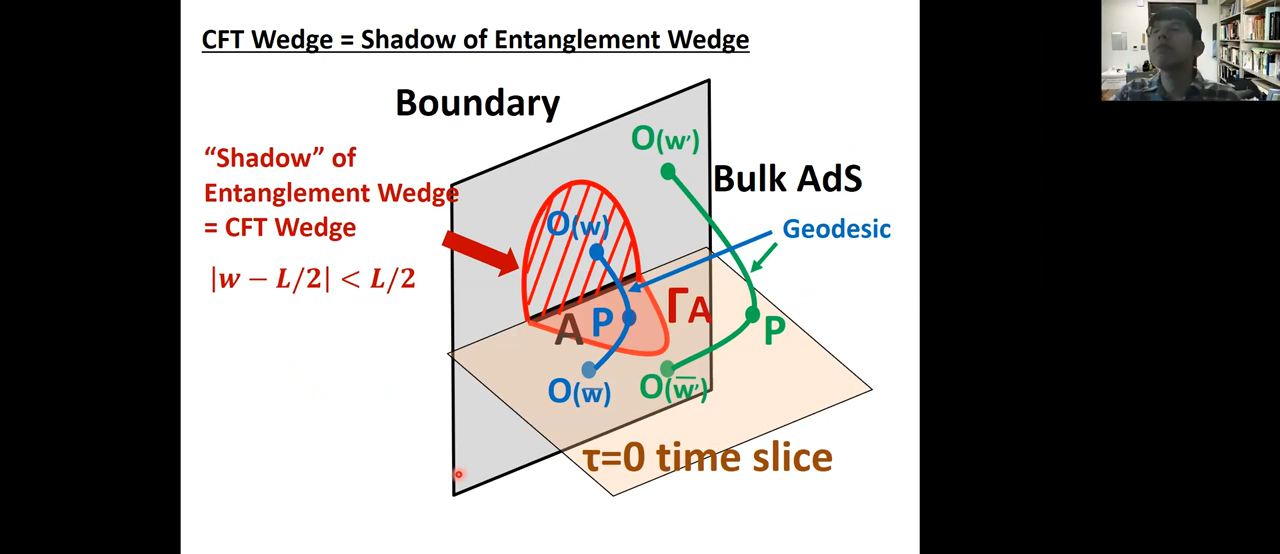 CFT Wedge = Shadow of Entanglement Wedge
Boundary
O(w')
"Shadow" of
Entanglement Wedge
= CFT Wedge
Bulk AdS
O(w)
Geodesic
|w − L/2| < L/2
A
P
ΓA
P
O(w̅)
O(w̅')
τ=0 time slice